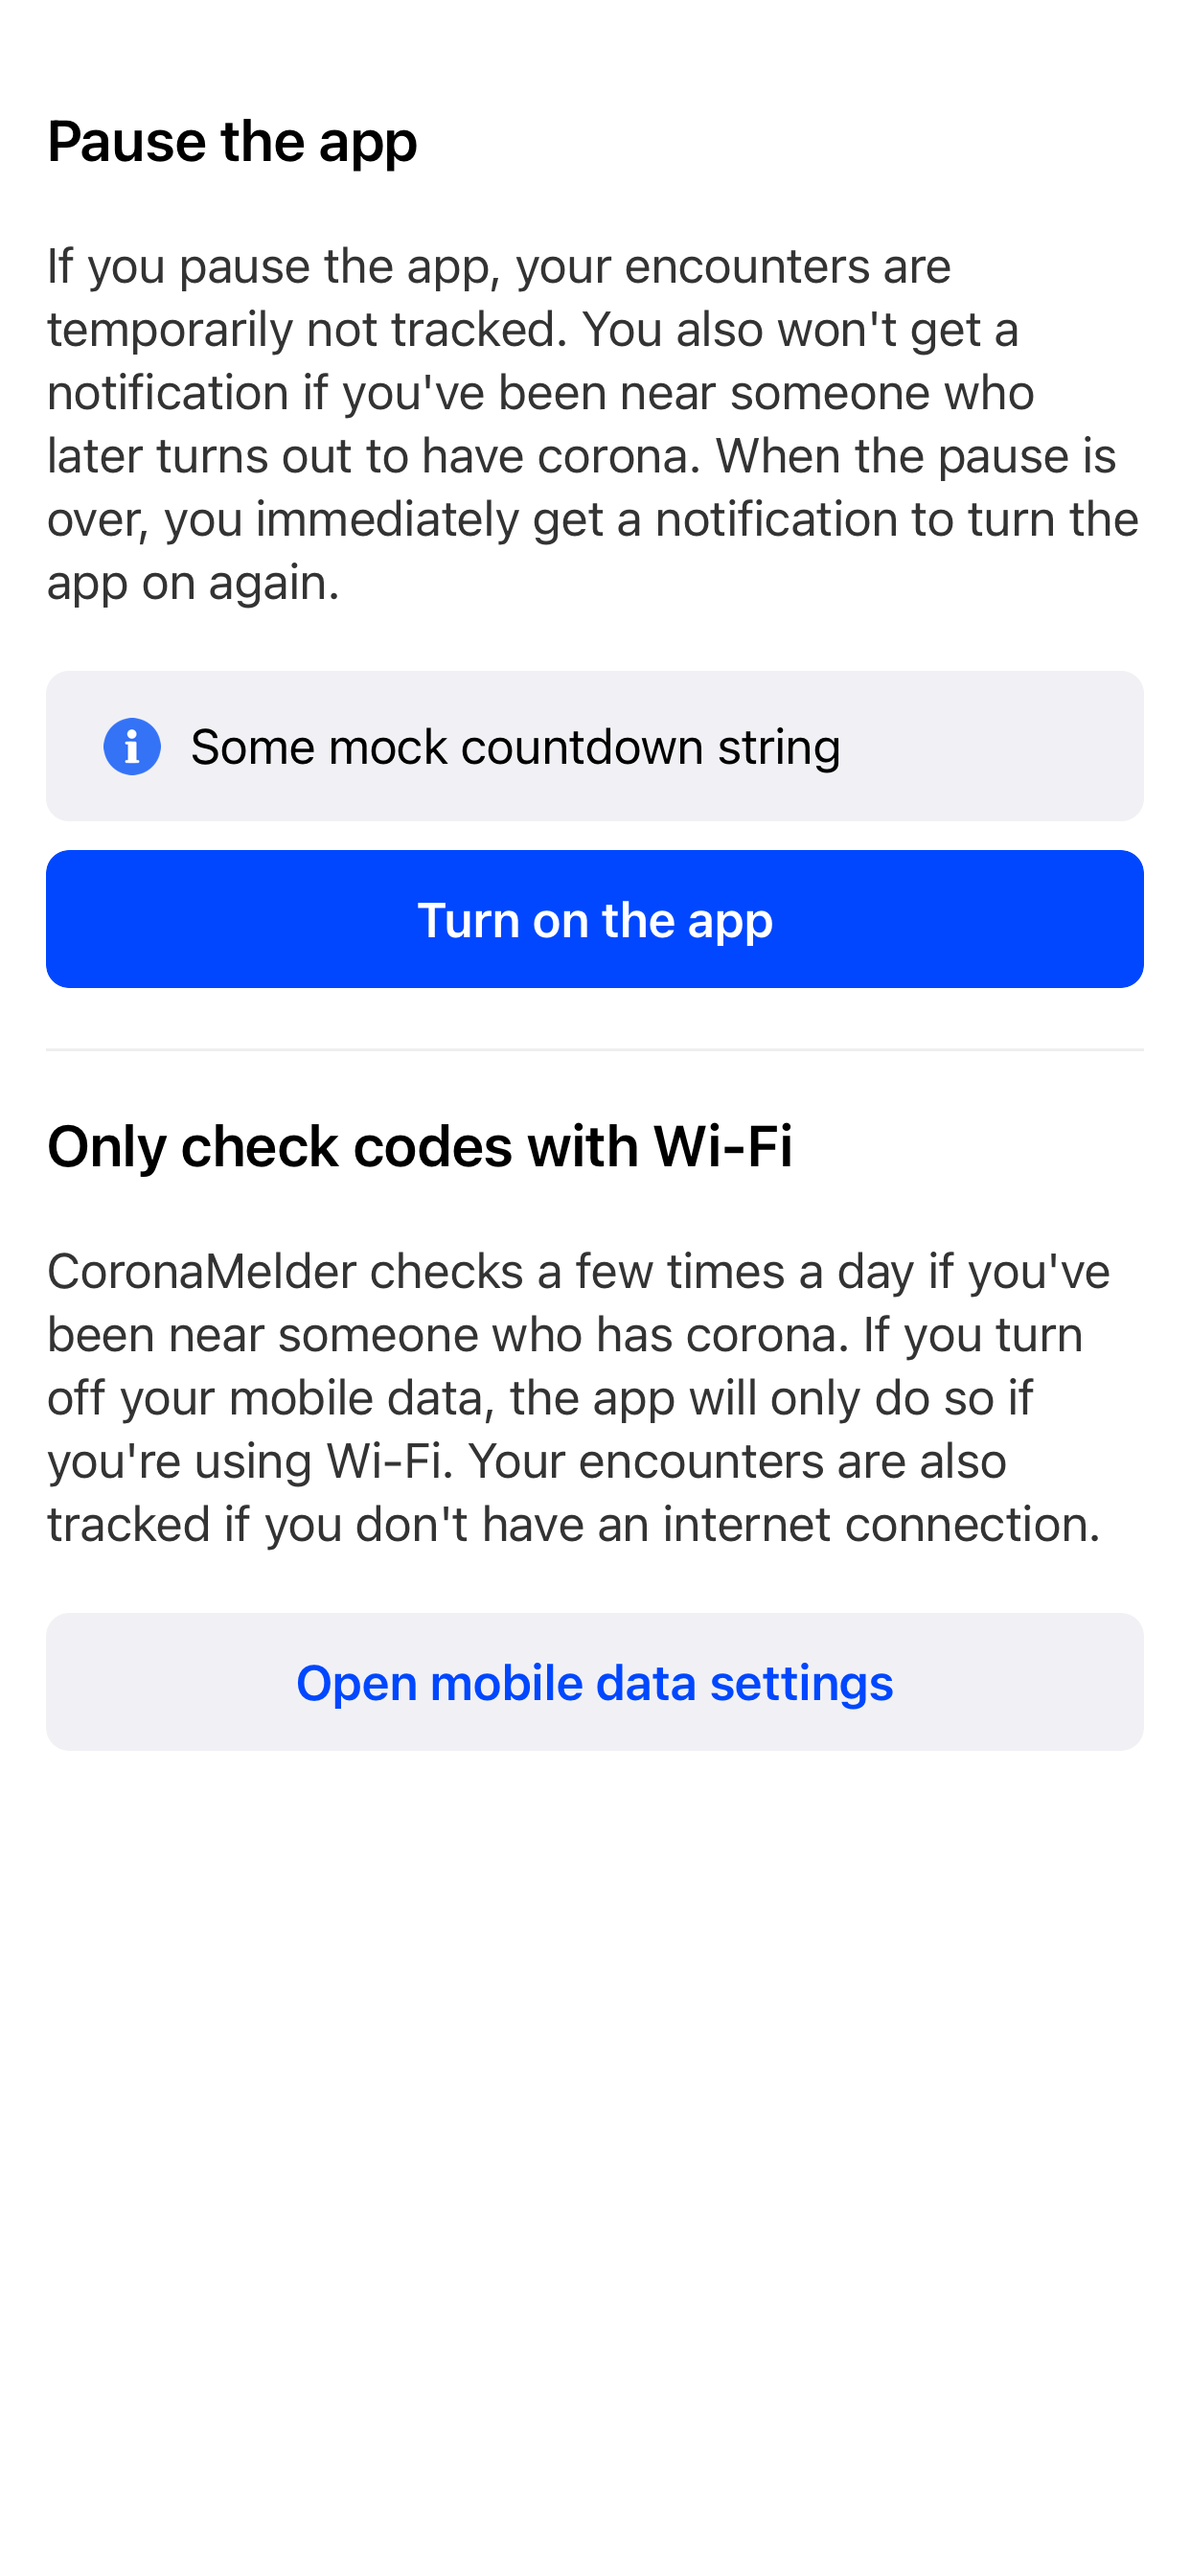 Pause the app
If you pause the app, your encounters are
temporarily not tracked. You also won't get a
notification if you've been near someone who
later turns out to have corona. When the pause is
over, you immediately get a notification to turn the
app on again.
Some mock countdown string
Turn on the app
Only check codes with Wi-Fi
CoronaMelder checks a few times a day if you've
been near someone who has corona. If you turn
off your mobile data, the app will only do so if
you're using Wi-Fi. Your encounters are also
tracked if you don't have an internet connection.
Open mobile data settings